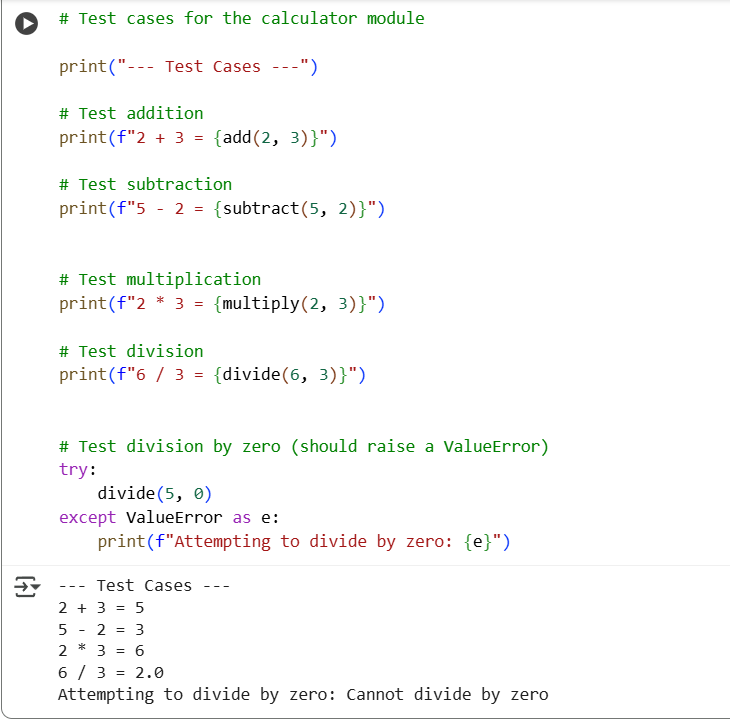 # Test cases for the calculator module
print("--- Test Cases ---")
# Test addition
print(f"2 + 3 = {add(2, 3)}")
# Test subtraction
print(f"5 - 2 = {subtract(5, 2)}")
# Test multiplication
print(f"2 * 3 = {multiply(2, 3)}")
# Test division
print(f"6 / 3 = {divide(6, 3)}")
# Test division by zero (should raise a ValueError)
try:
    divide(5, 0)
except ValueError as e:
    print(f"Attempting to divide by zero: {e}")
--- Test Cases ---
2 + 3 = 5
5 - 2 = 3
2 * 3 = 6
6 / 3 = 2.0
Attempting to divide by zero: Cannot divide by zero